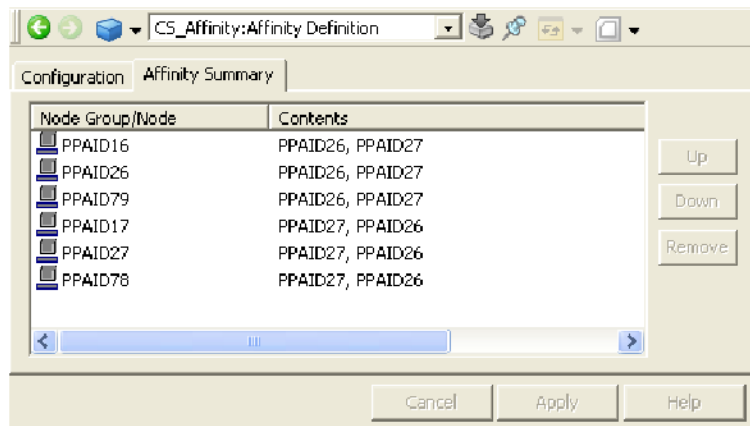 CS_Affinity:Affinity Definition
Configuration Affinity Summary
Node Group/Node Contents
PPAID16 PPAID26, PPAID27
PPAID26 PPAID26, PPAID27
PPAID79 PPAID26, PPAID27
PPAID17 PPAID27, PPAID26
PPAID27 PPAID27, PPAID26
PPAID78 PPAID27, PPAID26
Up
Down
Remove
Cancel Apply Help